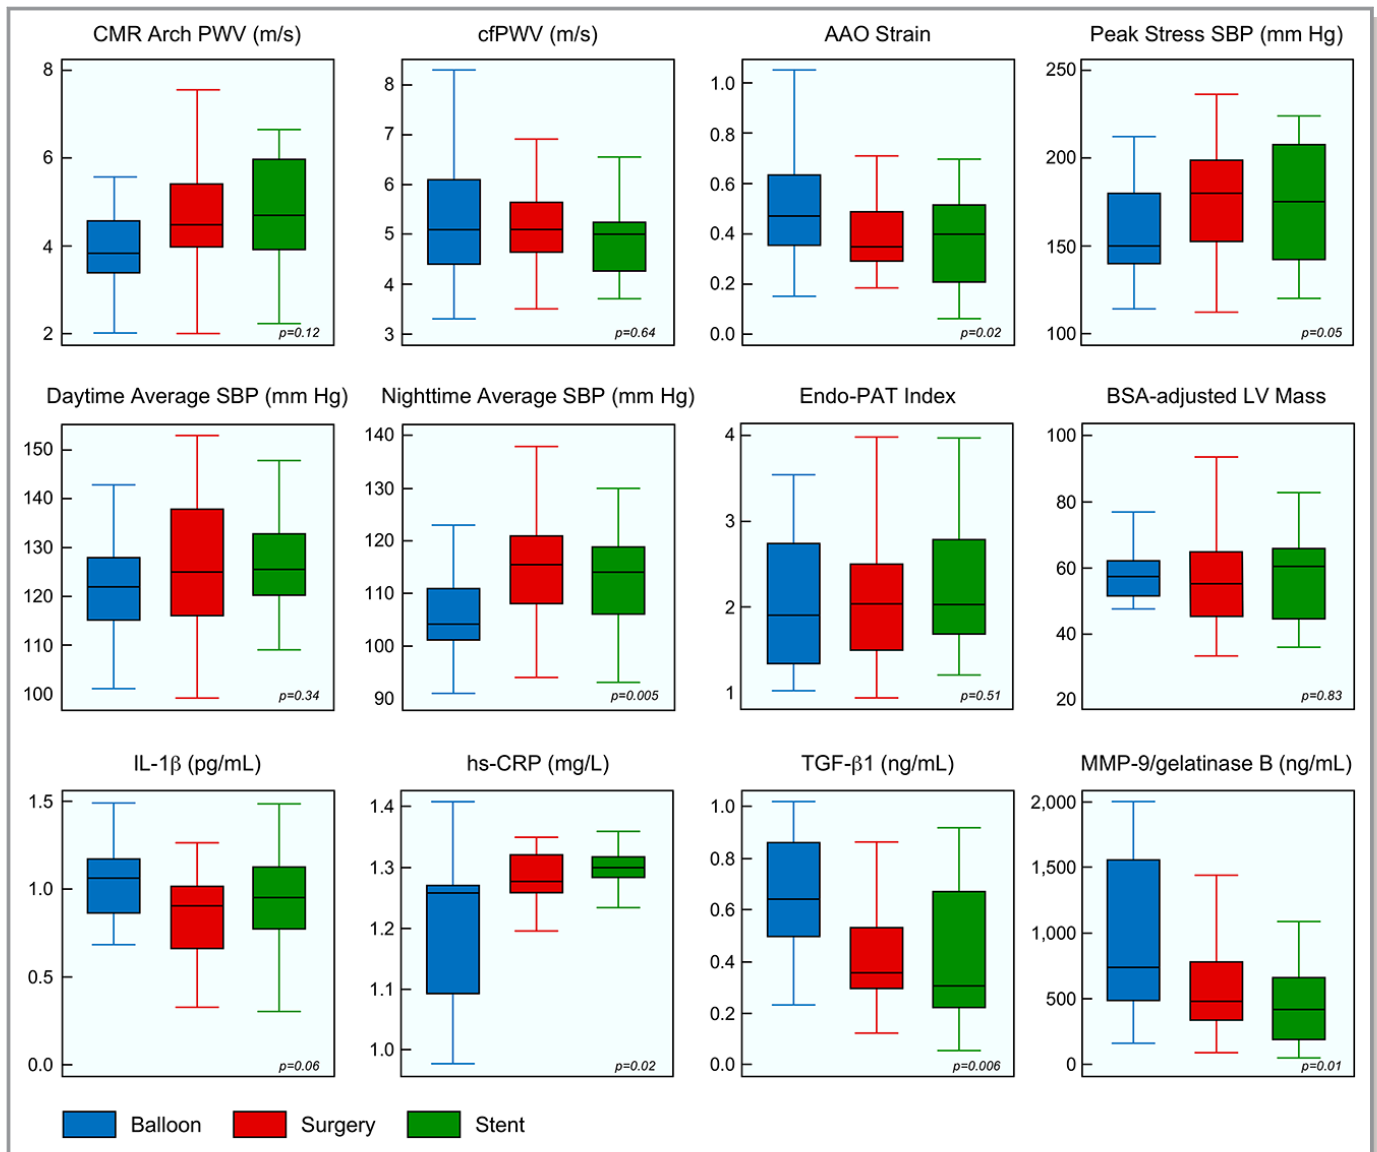 CMR Arch PWV (m/s)
8
6
4
2
p=0.12
cfPWV (m/s)
8
7
6
5
4
3
p=0.64
AAO Strain
1.0
0.8
0.6
0.4
0.2
0.0
p=0.02
Peak Stress SBP (mm Hg)
250
200
150
100
p=0.05
Daytime Average SBP (mm Hg)
150
140
130
120
110
100
p=0.34
Nighttime Average SBP (mm Hg)
140
130
120
110
100
90
p=0.005
Endo-PAT Index
4
3
2
1
p=0.51
BSA-adjusted LV Mass
100
80
60
40
20
p=0.83
IL-1β (pg/mL)
1.5
1.0
0.5
0.0
p=0.06
hs-CRP (mg/L)
1.4
1.3
1.2
1.1
1.0
p=0.02
TGF-β1 (ng/mL)
1.0
0.8
0.6
0.4
0.2
0.0
p=0.006
MMP-9/gelatinase B (ng/mL)
2,000
1,500
1,000
500
0
p=0.01
Balloon
Surgery
Stent